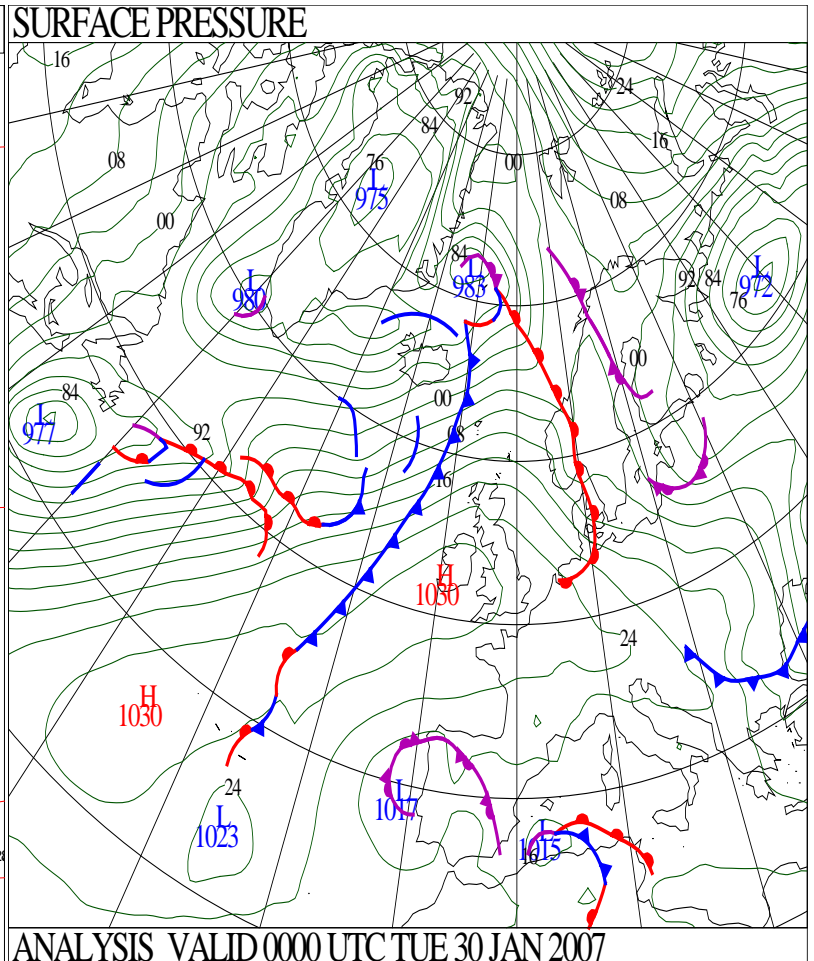 SURFACE PRESSURE
16
24
92
84
16
08
76
00
L
975
08
00
84
L
983
92
84
L
972
76
L
980
00
84
L
977
00
92
08
16
H
1030
24
H
1030
24
L
1023
L
1017
L
1015
16
ANALYSIS VALID 0000 UTC TUE 30 JAN 2007